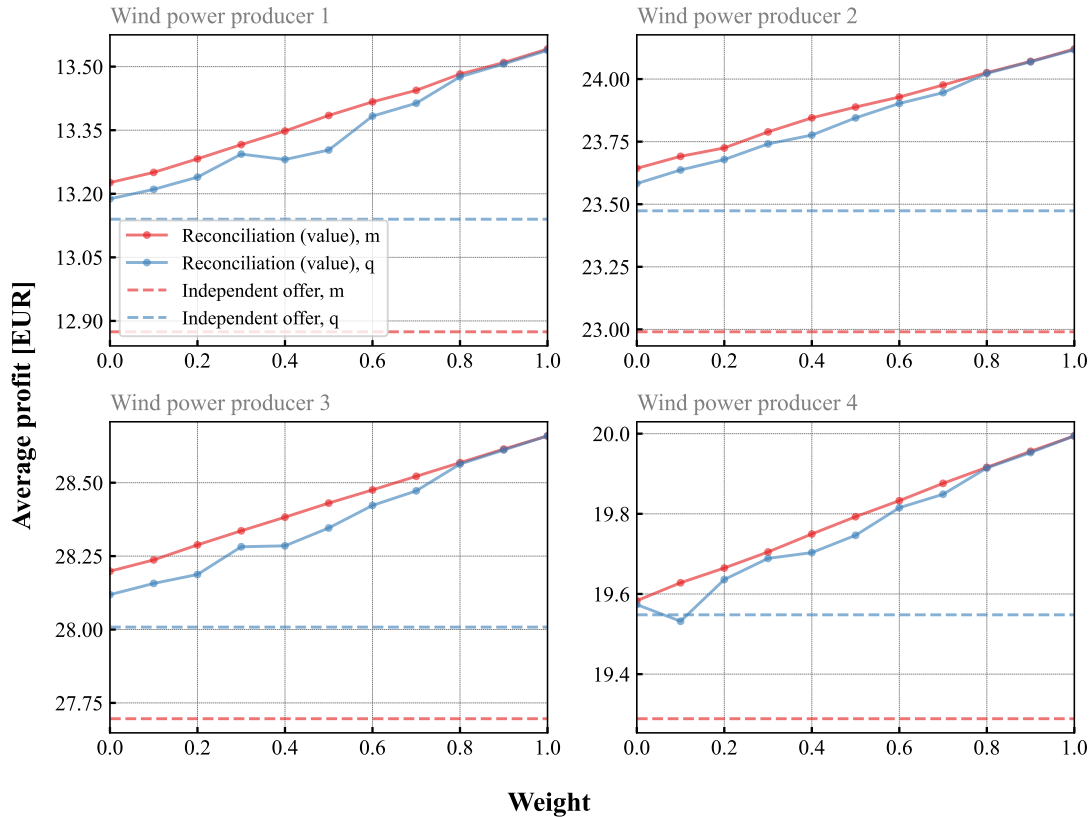 Wind power producer 1
Wind power producer 2
13.50
13.35
13.20
13.05
12.90
24.00
23.75
23.50
23.25
23.00
Reconciliation (value), m
Reconciliation (value), q
Independent offer, m
Independent offer, q
0.0 0.2 0.4 0.6 0.8 1.0
0.0 0.2 0.4 0.6 0.8 1.0
Average profit [EUR]
Wind power producer 3
Wind power producer 4
28.50
28.25
28.00
27.75
20.0
19.8
19.6
19.4
0.0 0.2 0.4 0.6 0.8 1.0
0.0 0.2 0.4 0.6 0.8 1.0
Weight